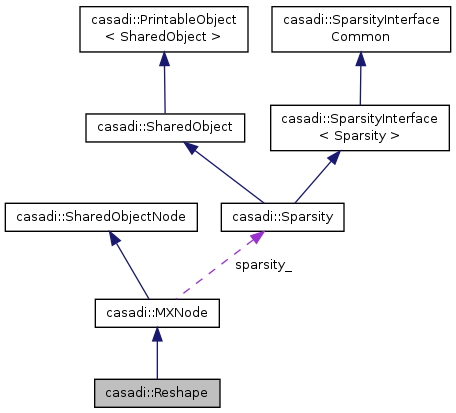 casadi::PrintableObject
< SharedObject >
casadi::SparsityInterface
Common
casadi::SharedObject
casadi::SparsityInterface
< Sparsity >
casadi::SharedObjectNode
casadi::Sparsity
sparsity_
casadi::MXNode
casadi::Reshape